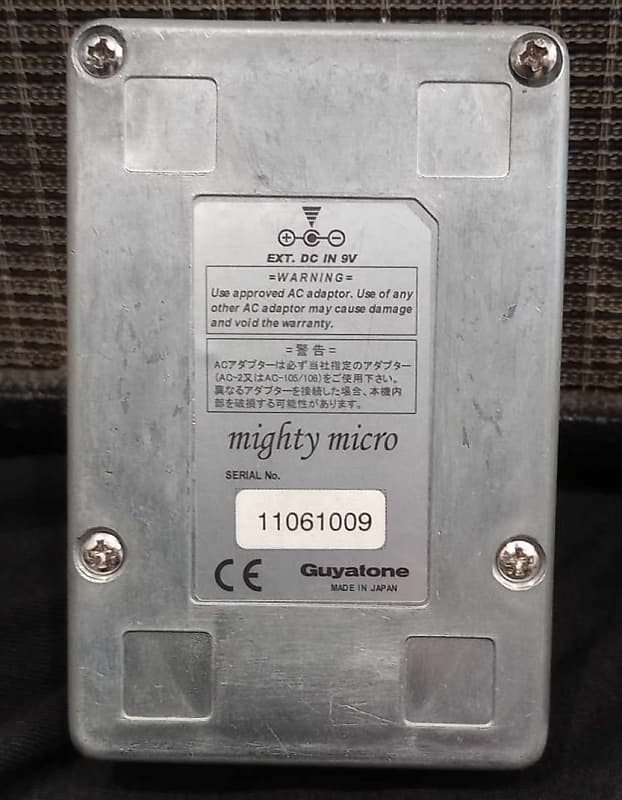 EXT. DC IN 9V
=WARNING=
Use approved AC adaptor. Use of any
other AC adaptor may cause damage
and void the warranty.
=警告=
ACアダプターは必ず当社指定のアダプター
(AC-2又はAC-105/106)をご使用下さい。
異なるアダプターを接続した場合、本機内
部を破損する可能性があります。
mighty micro
SERIAL No.
11061009
CE Guyatone
MADE IN JAPAN